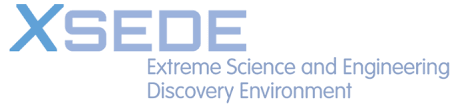 XSEDE
Extreme Science and Engineering
Discovery Environment